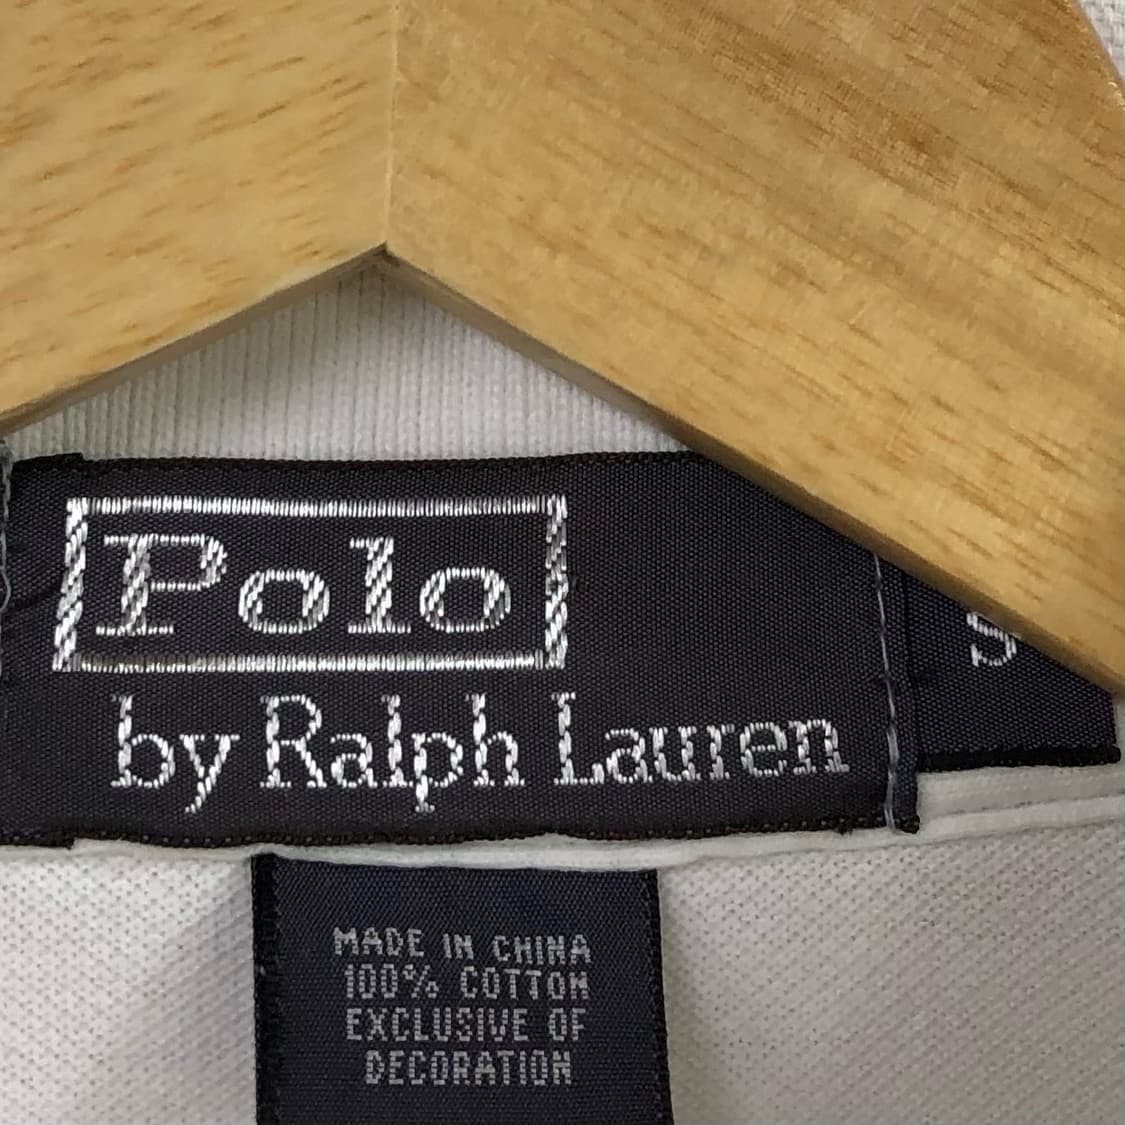 Polo
by Ralph Lauren
S
MADE IN CHINA
100% COTTON
EXCLUSIVE OF
DECORATION